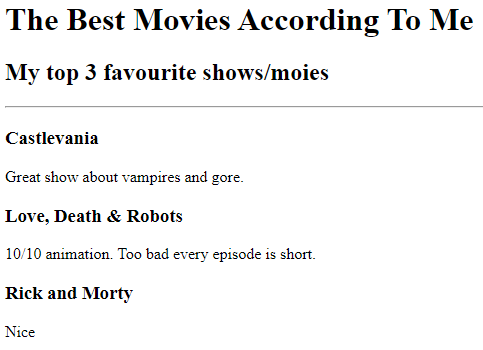 The Best Movies According To Me
My top 3 favourite shows/moies
Castlevania
Great show about vampires and gore.
Love, Death & Robots
10/10 animation. Too bad every episode is short.
Rick and Morty
Nice